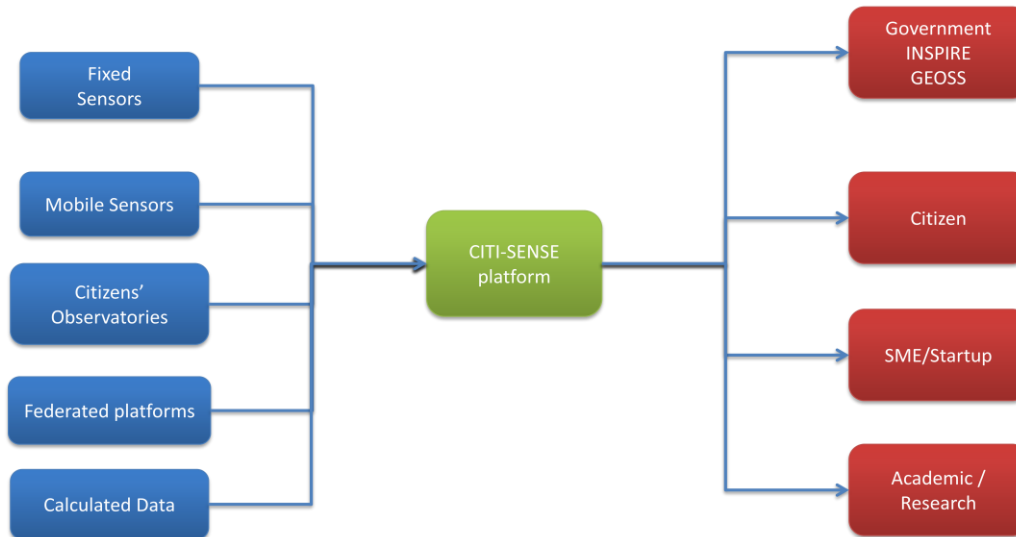 Fixed
Sensors
Mobile Sensors
Citizens’
Observatories
Federated platforms
Calculated Data
CITI-SENSE
platform
Government
INSPIRE
GEOSS
Citizen
SME/Startup
Academic /
Research